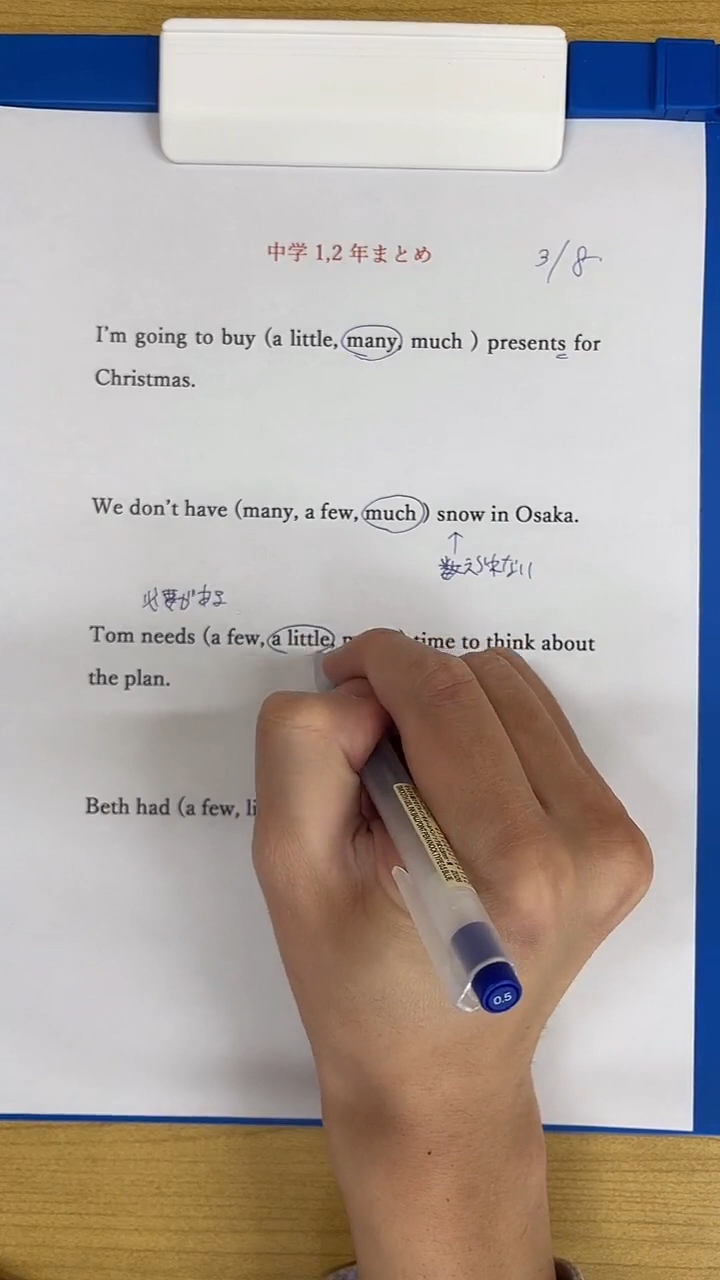 中学 1,2 年まとめ 3/8
I'm going to buy (a little, many, much ) presents for
Christmas.
We don't have (many, a few, much) snow in Osaka.
↑
数えられない
必要がある
Tom needs (a few, a little, time to think about
the plan.
Beth had (a few, li
0.5